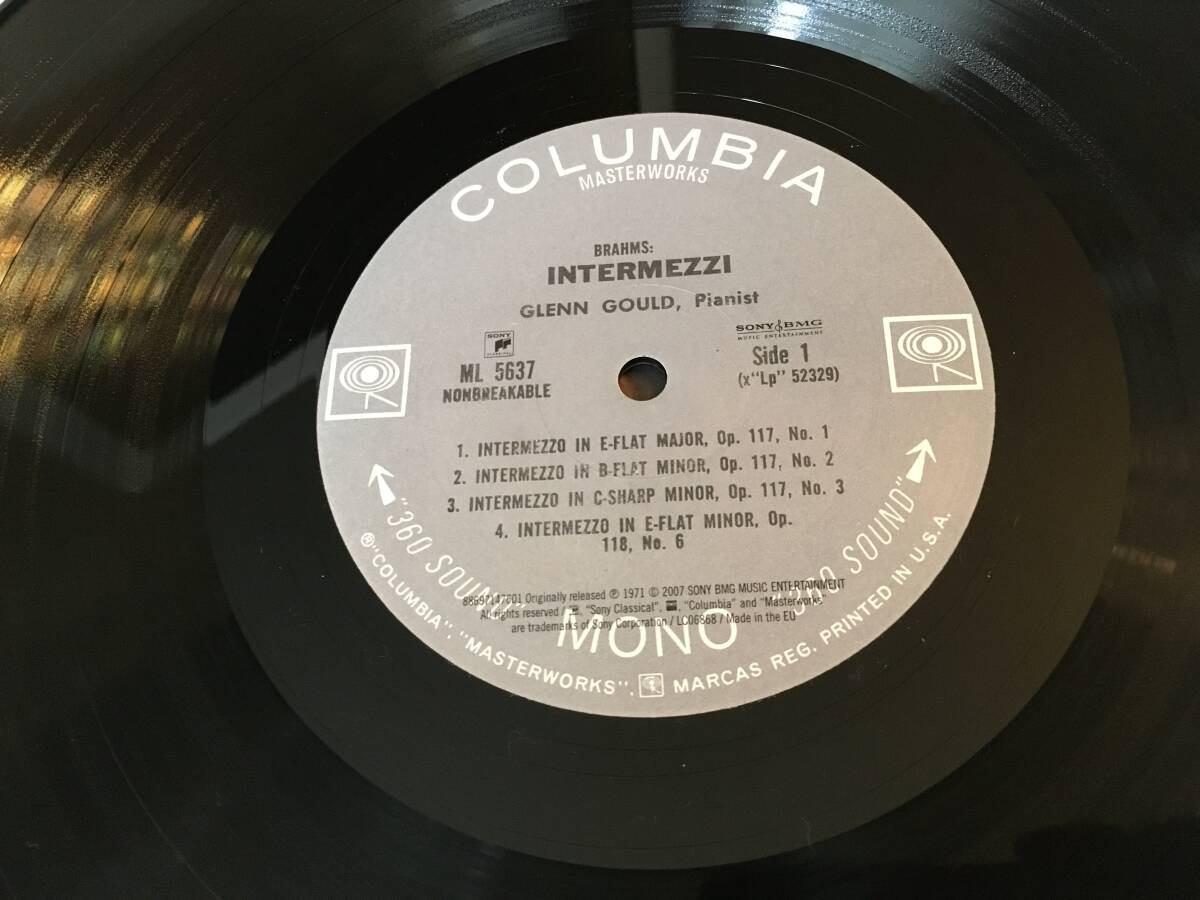 COLUMBIA
MASTERWORKS
BRAHMS:
INTERMEZZI
GLENN GOULD, Pianist
SONY
CLASSICAL
ML 5637
NONBREAKABLE
SONY BMG
MUSIC ENTERTAINMENT
Side 1
(x"Lp" 52329)
1. INTERMEZZO IN E-FLAT MAJOR, Op. 117, No. 1
2. INTERMEZZO IN B-FLAT MINOR, Op. 117, No. 2
3. INTERMEZZO IN C-SHARP MINOR, Op. 117, No. 3
4. INTERMEZZO IN E-FLAT MINOR, Op.
118, No. 6
88697147601 Originally released ℗ 1971 © 2007 SONY BMG MUSIC ENTERTAINMENT
All rights reserved / "Sony Classical", "Columbia" and "Masterworks"
are trademarks of Sony Corporation / LC06868 / Made in the EU
"360 SOUND" MONO "360 SOUND"
®"COLUMBIA", "MASTERWORKS", MARCAS REG. PRINTED IN U.S.A.